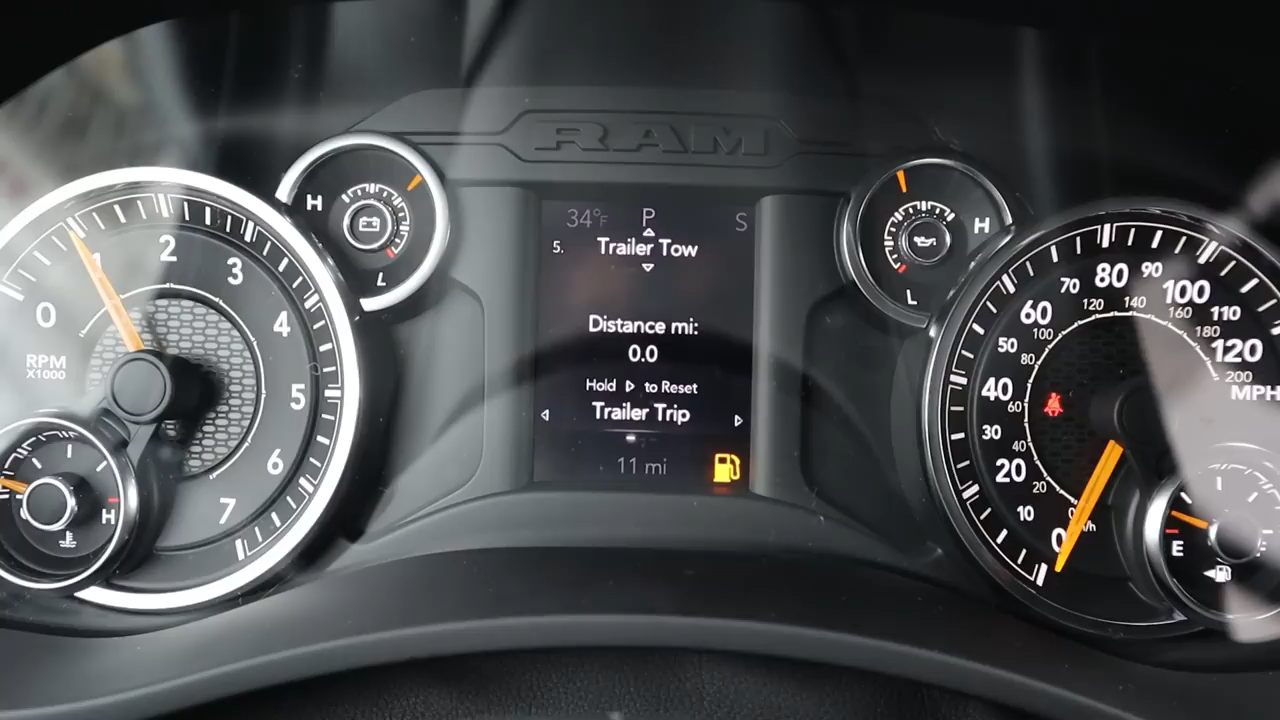 RAM
34°F P S
5. Trailer Tow
Distance mi:
0.0
Hold ▷ to Reset
Trailer Trip
11 mi
0 1 2 3 4 5 6 7
RPM
X1000
H
H
L
H
L
0 10 20 30 40 50 60 70 80 90 100 110 120
MPH
0 20 40 60 80 100 120 140 160 180 200
E
F